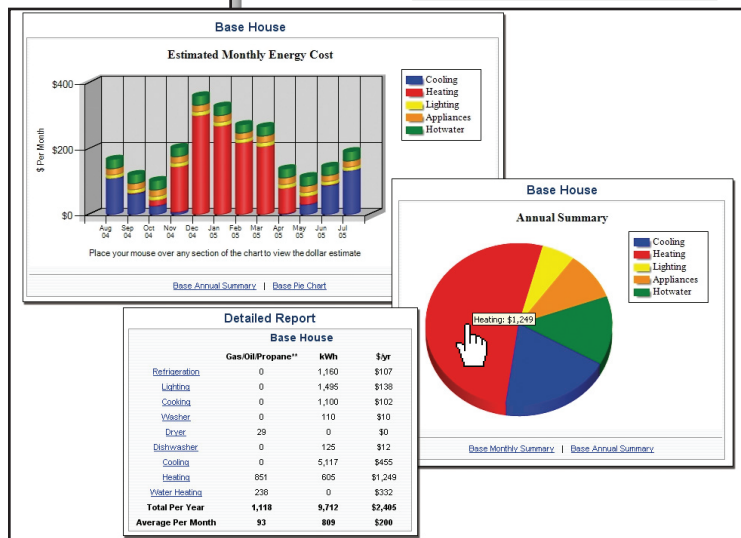 Base House
Estimated Monthly Energy Cost
$400
$200
$0
$ Per Month
Aug 04 Sep 04 Oct 04 Nov 04 Dec 04 Jan 05 Feb 05 Mar 05 Apr 05 May 05 Jun 05 Jul 05
Cooling
Heating
Lighting
Appliances
Hotwater
Place your mouse over any section of the chart to view the dollar estimate
Base Annual Summary | Base Pie Chart
Base House
Annual Summary
Cooling
Heating
Lighting
Appliances
Hotwater
Heating: $1,249
Base Monthly Summary | Base Annual Summary
Detailed Report
Base House
Gas/Oil/Propane** kWh $/yr
Refrigeration 0 1,160 $107
Lighting 0 1,495 $138
Cooking 0 1,100 $102
Washer 0 110 $10
Dryer 29 0 $0
Dishwasher 0 125 $12
Cooling 0 5,117 $455
Heating 851 605 $1,249
Water Heating 238 0 $332
Total Per Year 1,118 9,712 $2,405
Average Per Month 93 809 $200